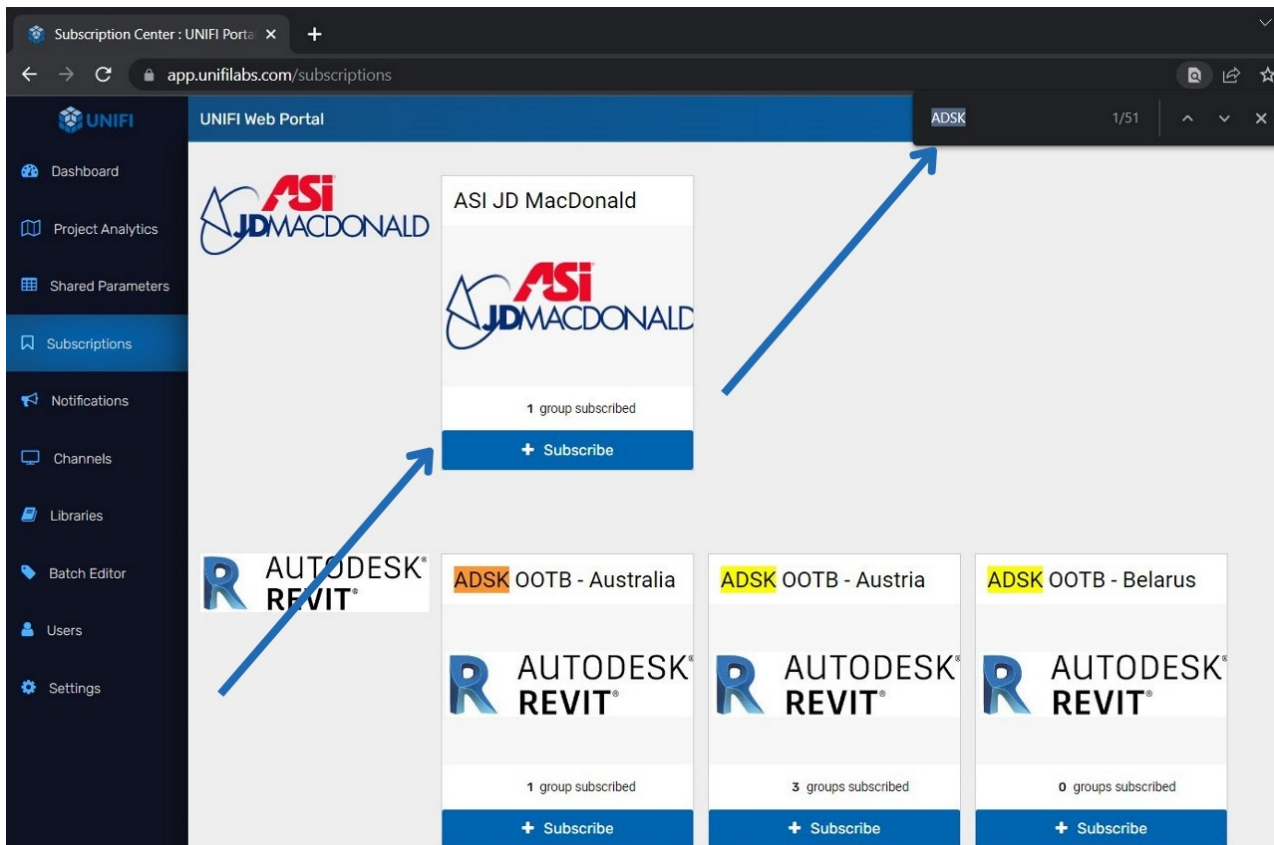 Subscription Center : UNIFI Porta
app.unifilabs.com/subscriptions
UNIFI
UNIFI Web Portal
ADSK
1/51
Dashboard
Project Analytics
Shared Parameters
Subscriptions
Notifications
Channels
Libraries
Batch Editor
Users
Settings
ASI
JDMACDONALD
ASI JD MacDonald
ASI
JDMACDONALD
1 group subscribed
+ Subscribe
R AUTODESK®
REVIT®
ADSK OOTB - Australia
R AUTODESK®
REVIT®
1 group subscribed
+ Subscribe
ADSK OOTB - Austria
R AUTODESK®
REVIT®
3 groups subscribed
+ Subscribe
ADSK OOTB - Belarus
R AUTODESK®
REVIT®
0 groups subscribed
+ Subscribe